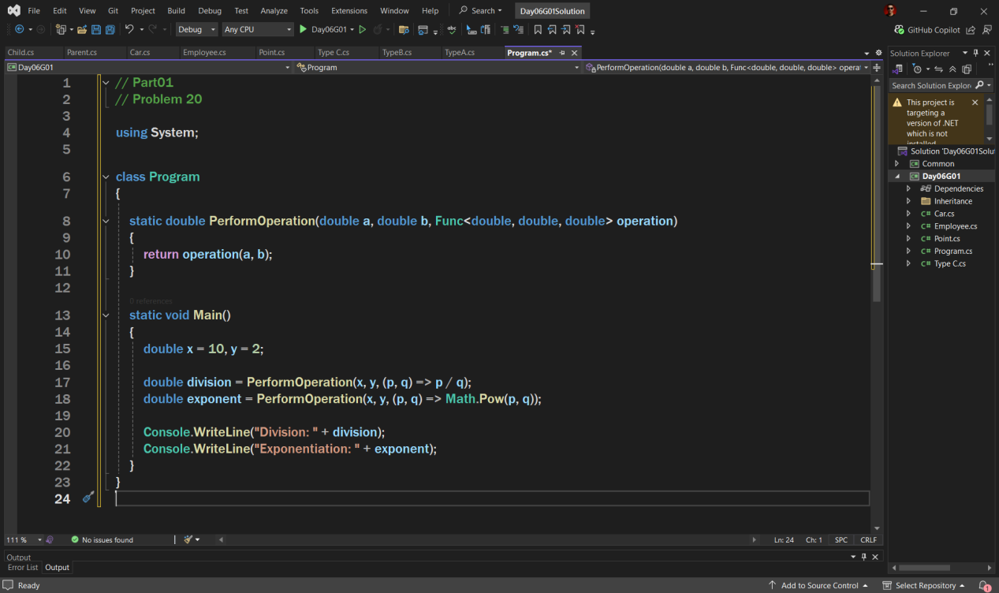 File Edit View Git Project Build Debug Test Analyze Tools Extensions Window Help Search Day06G01Solution
Debug Any CPU Day06G01 GitHub Copilot
Child.cs Parent.cs Car.cs Employee.cs Point.cs Type C.cs TypeB.cs TypeA.cs Program.cs*
Day06G01 Program PerformOperation(double a, double b, Func<double, double, double> operat
1 // Part01
2 // Problem 20
3
4 using System;
5
6 class Program
7 {
8 static double PerformOperation(double a, double b, Func<double, double, double> operation)
9 {
10 return operation(a, b);
11 }
12
0 references
13 static void Main()
14 {
15 double x = 10, y = 2;
16
17 double division = PerformOperation(x, y, (p, q) => p / q);
18 double exponent = PerformOperation(x, y, (p, q) => Math.Pow(p, q));
19
20 Console.WriteLine("Division: " + division);
21 Console.WriteLine("Exponentiation: " + exponent);
22 }
23 }
24
111 % No issues found Ln: 24 Ch: 1 SPC CRLF
Output
Error List Output
Ready Add to Source Control Select Repository 1
Solution Explorer
Search Solution Explor
This project is
targeting a
version of .NET
which is not
installed
Solution 'Day06G01Solu
Common
Day06G01
Dependencies
Inheritance
C# Car.cs
C# Employee.cs
C# Point.cs
C# Program.cs
C# Type C.cs